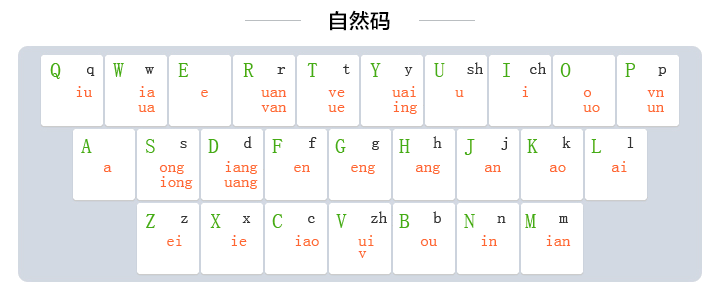 自然码
Q q W w E R r T t Y y U sh I ch O P p
iu ia e uan ve uai u i o vn
ua van ue ing uo un
A S s D d F f G g H h J j K k L l
a ong iang en eng ang an ao ai
iong uang
Z z X x C c V zh B b N n M m
ei ie iao ui ou in ian
v